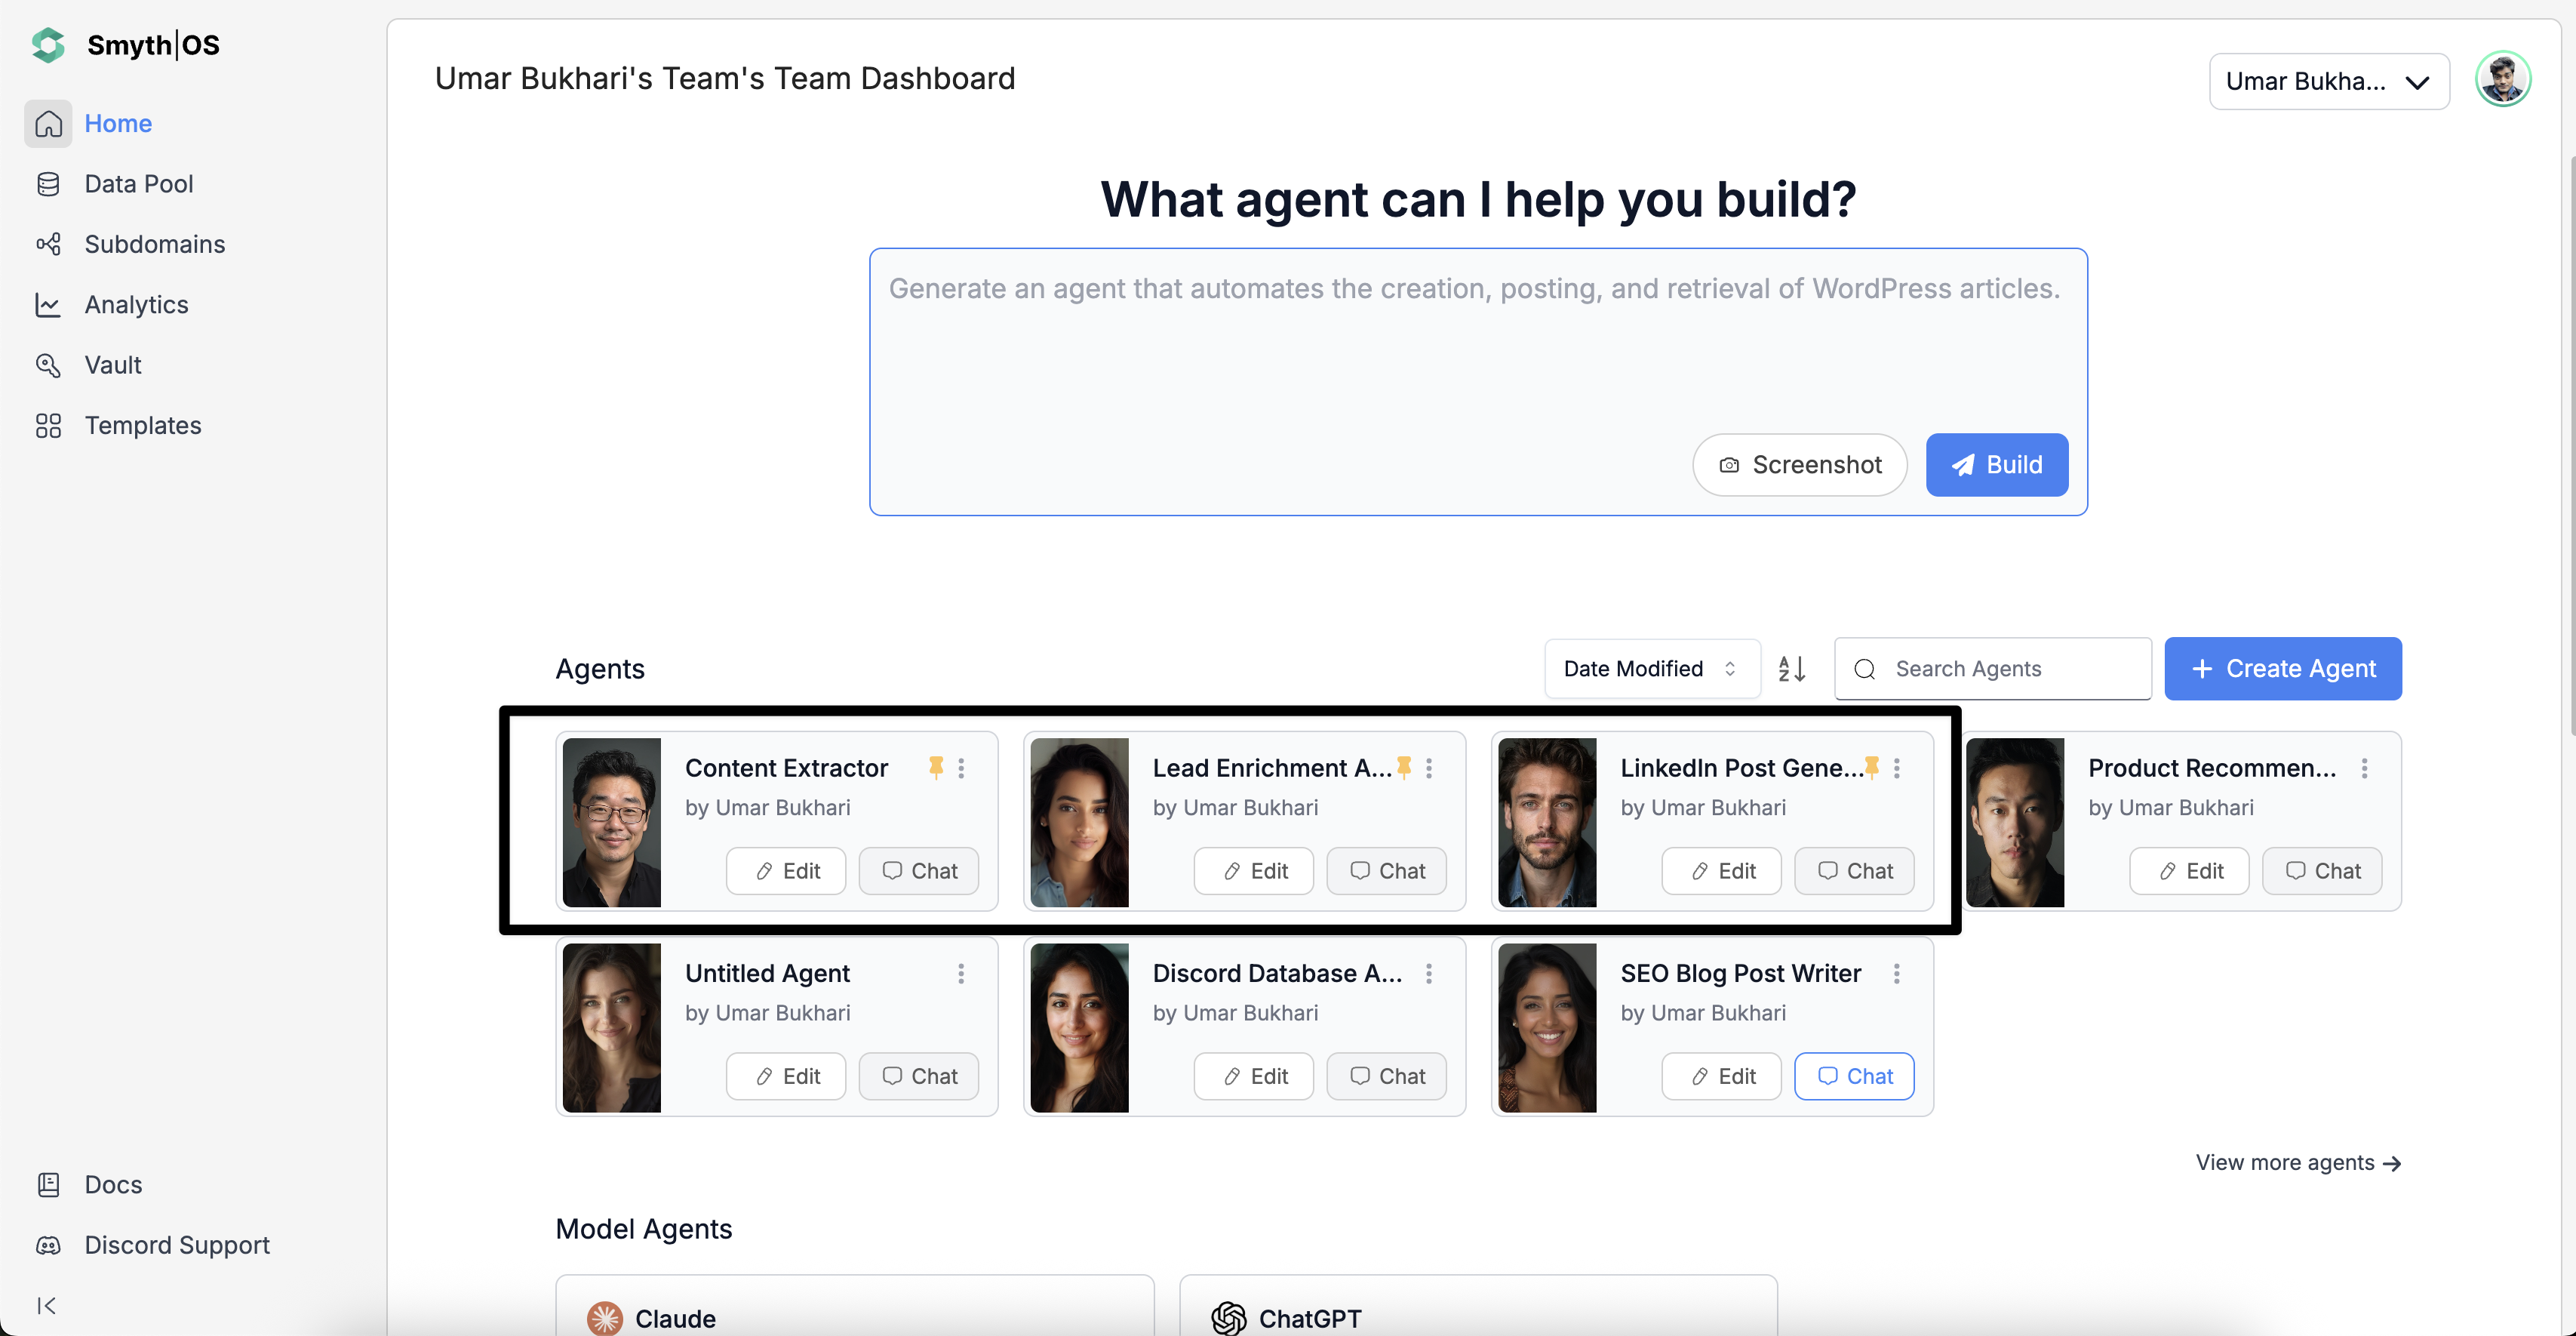 Smyth|OS
Home
Data Pool
Subdomains
Analytics
Vault
Templates
Docs
Discord Support
Umar Bukhari's Team's Team Dashboard
Umar Bukha...
What agent can I help you build?
Generate an agent that automates the creation, posting, and retrieval of WordPress articles.
Screenshot
Build
Agents
Date Modified
A
Z
Search Agents
+ Create Agent
Content Extractor
by Umar Bukhari
Edit
Chat
Lead Enrichment A...
by Umar Bukhari
Edit
Chat
LinkedIn Post Gene...
by Umar Bukhari
Edit
Chat
Product Recommen...
by Umar Bukhari
Edit
Chat
Untitled Agent
by Umar Bukhari
Edit
Chat
Discord Database A...
by Umar Bukhari
Edit
Chat
SEO Blog Post Writer
by Umar Bukhari
Edit
Chat
View more agents →
Model Agents
Claude
ChatGPT